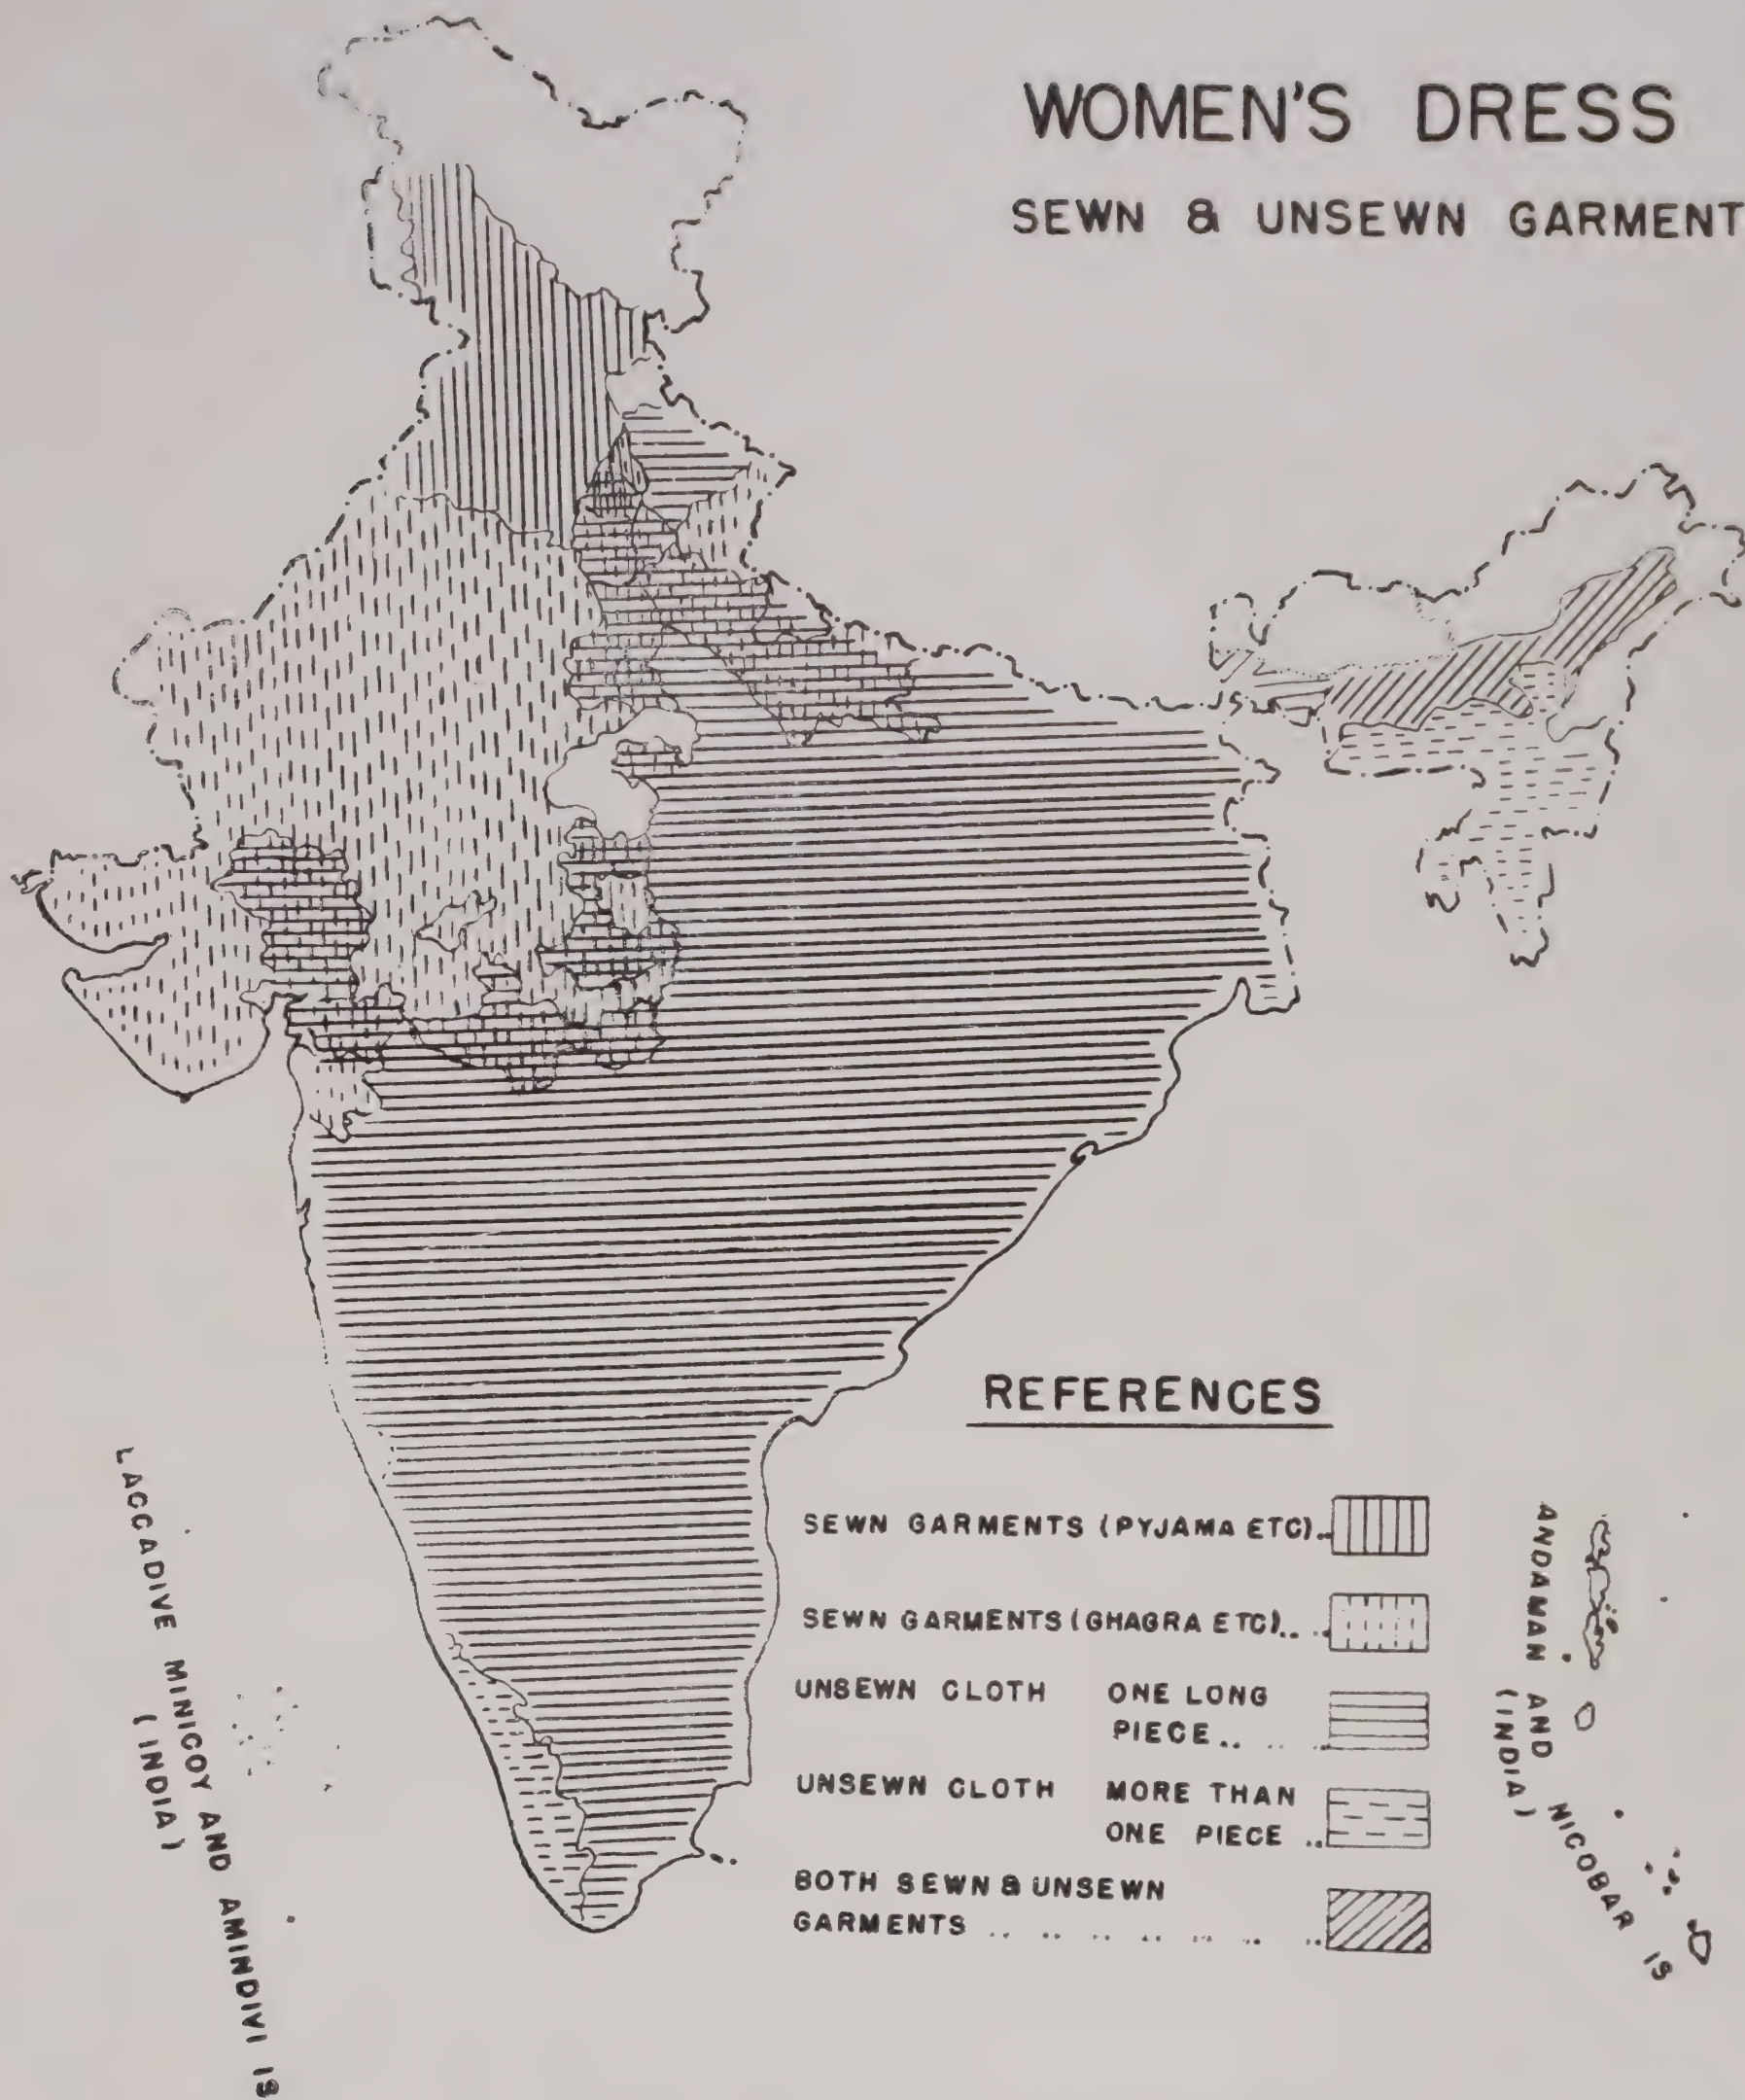 WOMEN'S DRESS
SEWN & UNSEWN GARMENT
REFERENCES
SEWN GARMENTS (PYJAMA ETC)..
SEWN GARMENTS (GHAGRA ETC).. ..
UNSEWN CLOTH ONE LONG
PIECE.. .. ..
UNSEWN CLOTH MORE THAN
ONE PIECE ..
BOTH SEWN & UNSEWN
GARMENTS .. .. .. .. .. .. ..
LACCADIVE MINICOY AND AMINDIVI IS
(INDIA)
ANDAMAN AND NICOBAR IS
(INDIA)